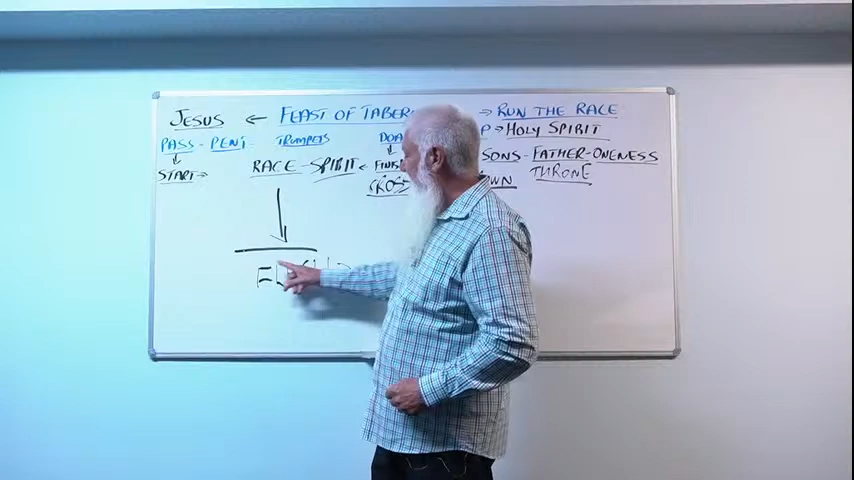 JESUS ← FEAST OF TABER → RUN THE RACE
PASS - PENT - TRUMPETS DOA P → HOLY SPIRIT
START → RACE - SPIRIT ← FINIS SONS - FATHER - ONENESS
CROSS OWN THRONE